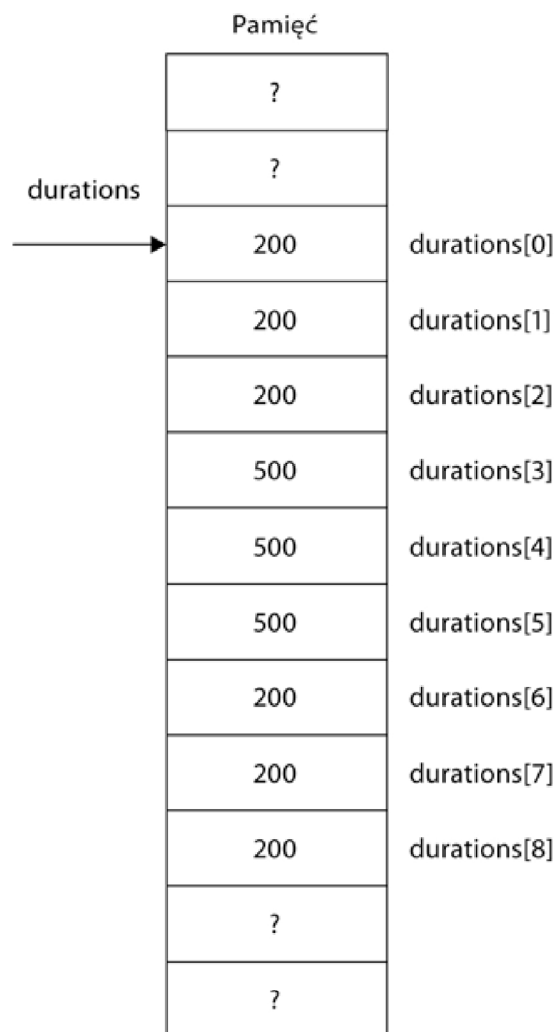 Pamięć
?
?
durations
200 durations[0]
200 durations[1]
200 durations[2]
500 durations[3]
500 durations[4]
500 durations[5]
200 durations[6]
200 durations[7]
200 durations[8]
?
?